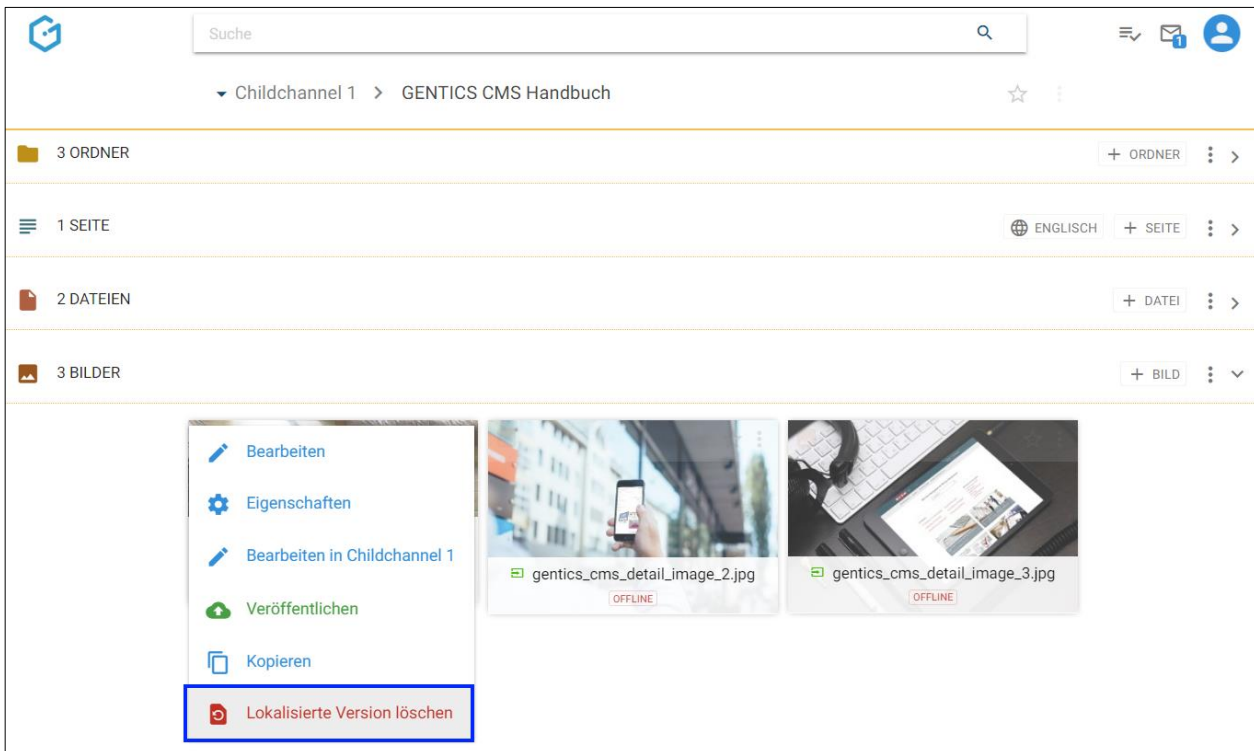 Suche
1
Childchannel 1 > GENTICS CMS Handbuch
3 ORDNER
+ ORDNER
1 SEITE
ENGLISCH
+ SEITE
2 DATEIEN
+ DATEI
3 BILDER
+ BILD
Bearbeiten
Eigenschaften
Bearbeiten in Childchannel 1
Veröffentlichen
Kopieren
Lokalisierte Version löschen
gentics_cms_detail_image_2.jpg
OFFLINE
gentics_cms_detail_image_3.jpg
OFFLINE